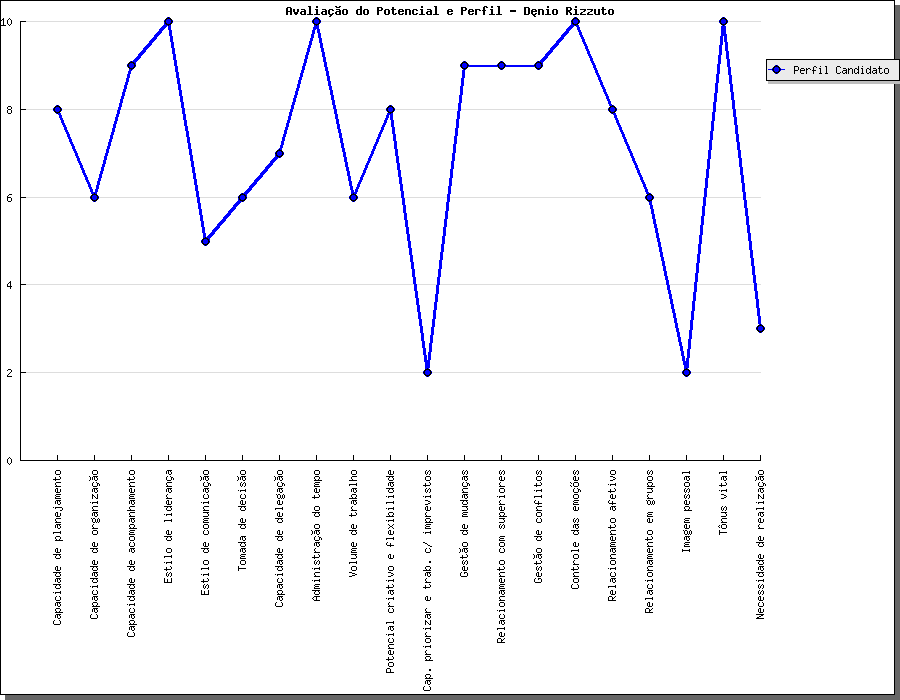 Avaliação do Potencial e Perfil - Dęnio Rizzuto
10
8
6
4
2
0
Perfil Candidato
Capacidade de planejamento
Capacidade de organização
Capacidade de acompanhamento
Estilo de liderança
Estilo de comunicação
Tomada de decisão
Capacidade de delegação
Administração do tempo
Volume de trabalho
Potencial criativo e flexibilidade
Cap. priorizar e trab. c/ imprevistos
Gestão de mudanças
Relacionamento com superiores
Gestão de conflitos
Controle das emoções
Relacionamento afetivo
Relacionamento em grupos
Imagem pessoal
Tônus vital
Necessidade de realização